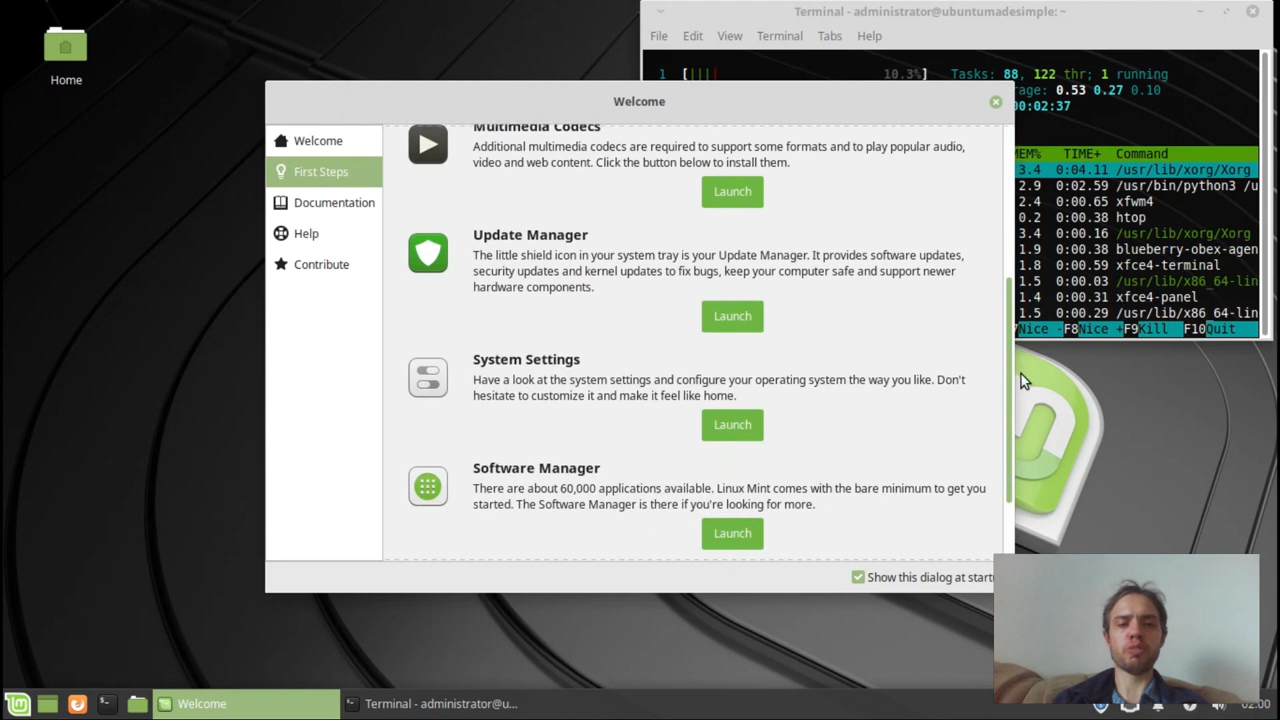 Home
Terminal - administrator@ubuntumadesimple: ~
File Edit View Terminal Tabs Help
1 [||| 10.3%] Tasks: 88, 122 thr; 1 running
rage: 0.53 0.27 0.10
00:02:37
MEM% TIME+ Command
3.4 0:04.11 /usr/lib/xorg/Xorg
2.9 0:02.59 /usr/bin/python3 /u
2.4 0:00.65 xfwm4
0.2 0:00.38 htop
3.4 0:00.16 /usr/lib/xorg/Xorg
1.9 0:00.38 blueberry-obex-agen
1.8 0:00.59 xfce4-terminal
1.5 0:00.03 /usr/lib/x86_64-lin
1.4 0:00.31 xfce4-panel
1.5 0:00.29 /usr/lib/x86_64-lin
Nice -F8Nice +F9Kill F10Quit
Welcome
Welcome
First Steps
Documentation
Help
Contribute
Multimedia Codecs
Additional multimedia codecs are required to support some formats and to play popular audio,
video and web content. Click the button below to install them.
Launch
Update Manager
The little shield icon in your system tray is your Update Manager. It provides software updates,
security updates and kernel updates to fix bugs, keep your computer safe and support newer
hardware components.
Launch
System Settings
Have a look at the system settings and configure your operating system the way you like. Don't
hesitate to customize it and make it feel like home.
Launch
Software Manager
There are about 60,000 applications available. Linux Mint comes with the bare minimum to get you
started. The Software Manager is there if you're looking for more.
Launch
Show this dialog at start
Welcome
Terminal - administrator@u...
02:00